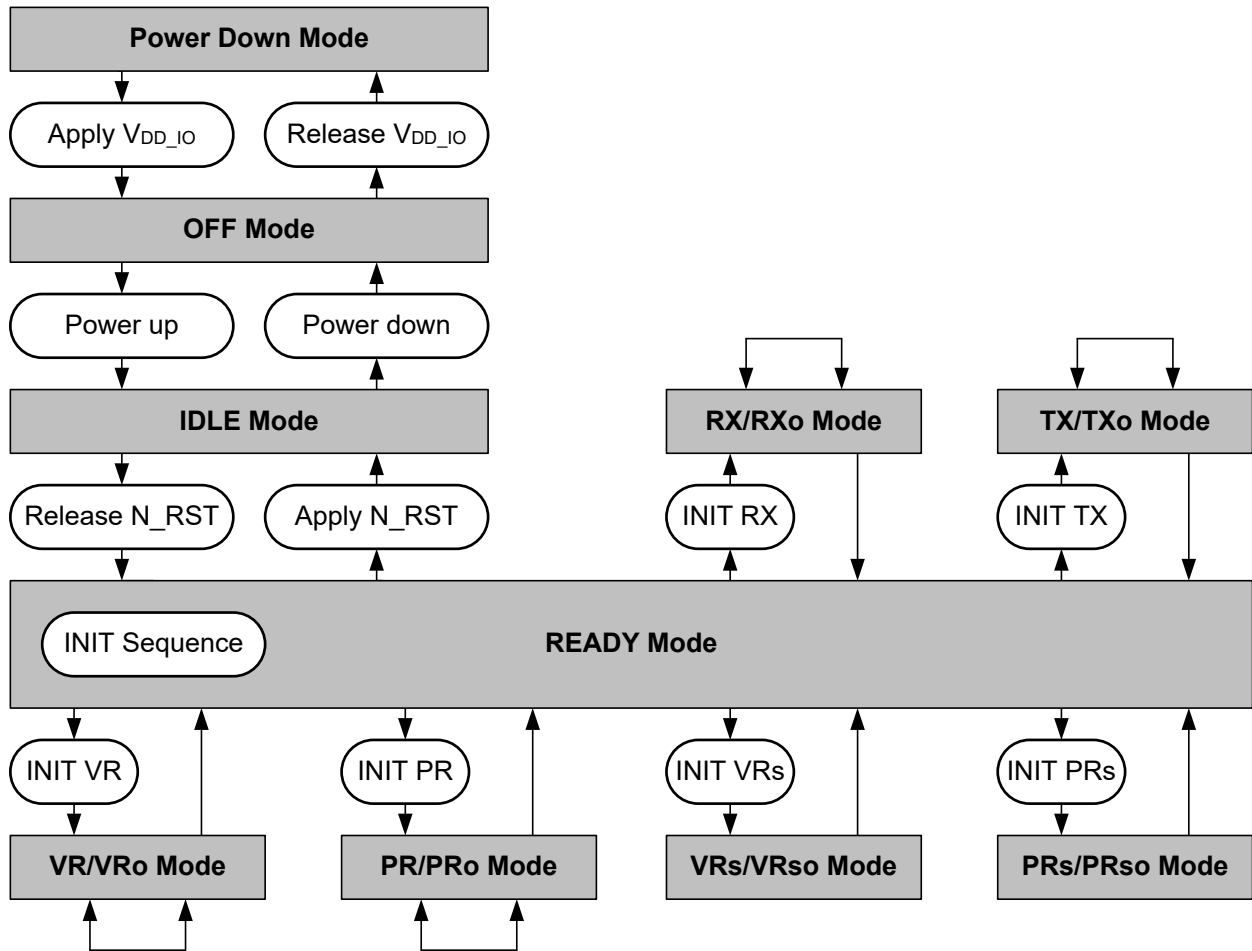 Power Down Mode
Apply VDD_IO
Release VDD_IO
OFF Mode
Power up
Power down
IDLE Mode
RX/RXo Mode
TX/TXo Mode
Release N_RST
Apply N_RST
INIT RX
INIT TX
INIT Sequence
READY Mode
INIT VR
INIT PR
INIT VRs
INIT PRs
VR/VRo Mode
PR/PRo Mode
VRs/VRso Mode
PRs/PRso Mode